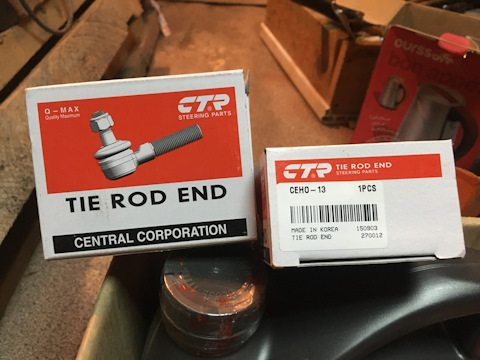 Q-MAX
Quality Maximum
CTR
STEERING PARTS
TIE ROD END
CENTRAL CORPORATION
CTR TIE ROD END
STEERING PARTS
CEHO-13 1PCS
MADE IN KOREA 150903
TIE ROD END 270012